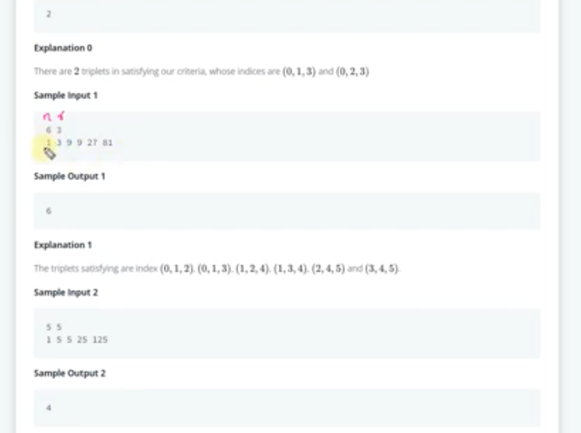 2
Explanation 0
There are 2 triplets in satisfying our criteria, whose indices are (0, 1, 3) and (0, 2, 3)
Sample Input 1
n r
6 3
1 3 9 9 27 81
Sample Output 1
6
Explanation 1
The triplets satisfying are index (0, 1, 2), (0, 1, 3), (1, 2, 4), (1, 3, 4), (2, 4, 5) and (3, 4, 5).
Sample Input 2
5 5
1 5 5 25 125
Sample Output 2
4